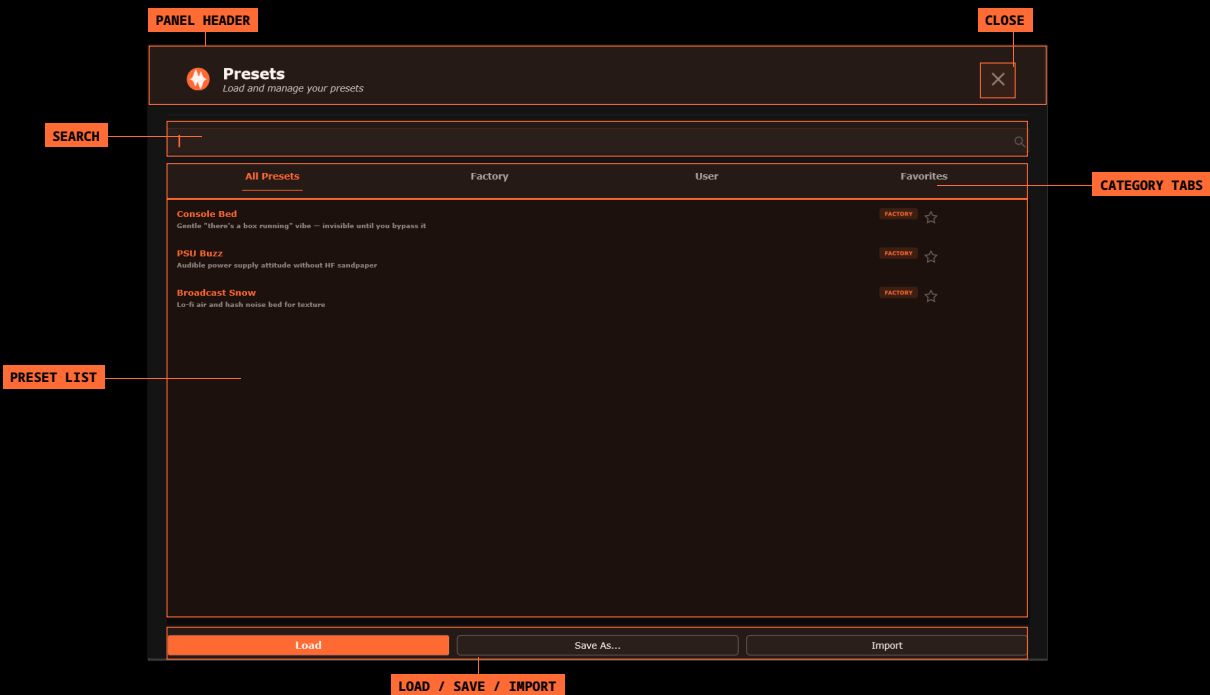 PANEL HEADER
CLOSE
Presets
Load and manage your presets
SEARCH
All Presets
Factory
User
Favorites
CATEGORY TABS
Console Bed
Gentle "there's a box running" vibe — invisible until you bypass it
FACTORY
PSU Buzz
Audible power supply attitude without HF sandpaper
FACTORY
Broadcast Snow
Lo-fi air and hash noise bed for texture
FACTORY
PRESET LIST
Load
Save As...
Import
LOAD / SAVE / IMPORT